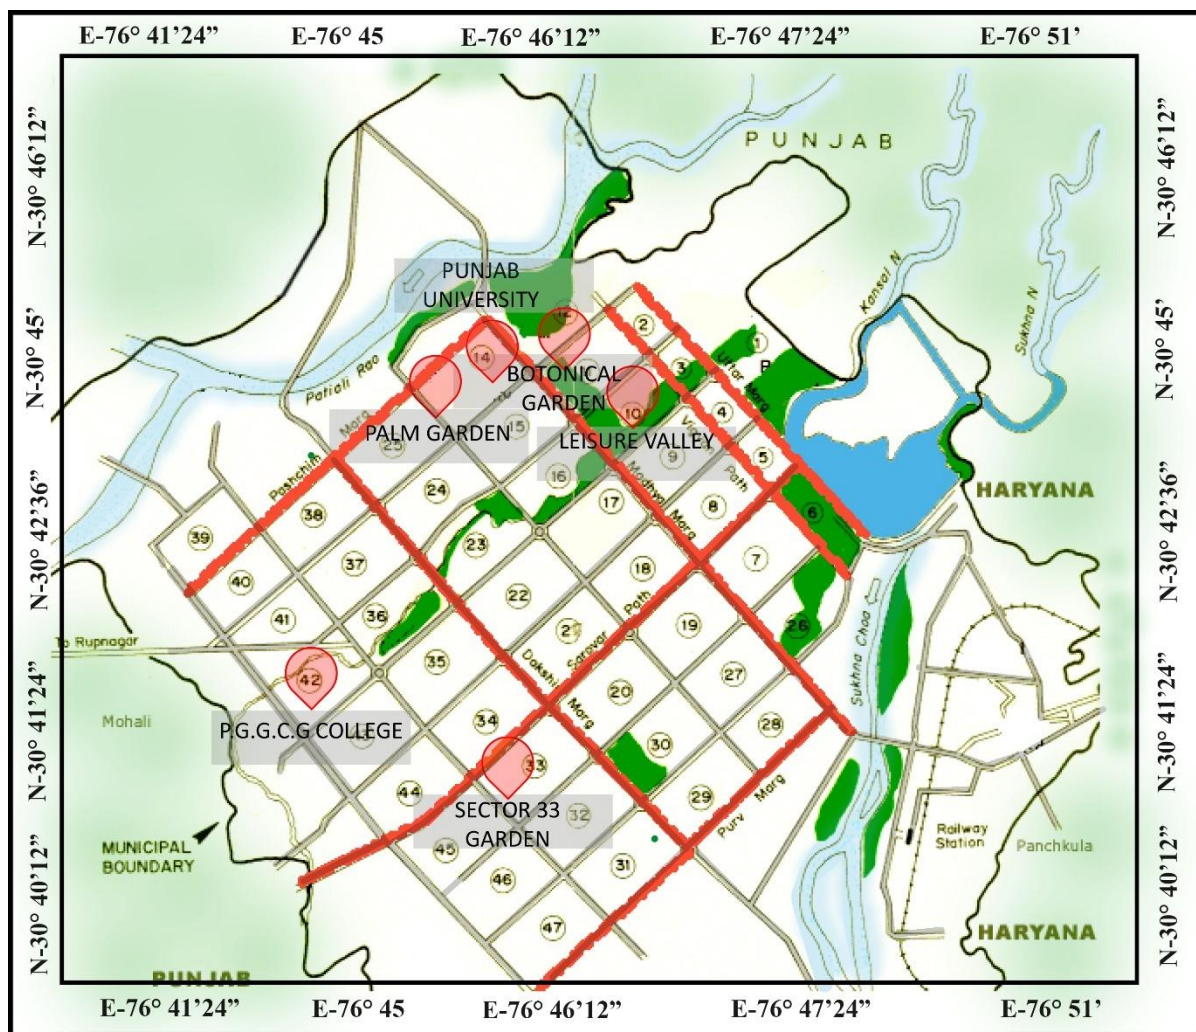 E-76° 41’24”
E-76° 45
E-76° 46’12”
E-76° 47’24”
E-76° 51’
N-30° 46’12”
N-30° 45’
N-30° 42’36”
N-30° 41’24”
N-30° 40’12”
N-30° 46’12”
N-30° 45’
N-30° 42’36”
N-30° 41’24”
N-30° 40’12”
PUNJAB
Kansal N
Sukhna N
PUNJAB
UNIVERSITY
Patiali Rao
12
2
1
B
14
3
Uttar Marg
BOTONICAL
GARDEN
10
4
PALM GARDEN
15
LEISURE VALLEY
5
Pashchim Marg
25
16
9
Path
HARYANA
38
24
17
Madhya Marg
8
6
39
37
23
18
7
40
22
Path
41
36
21
Sarovar
19
26
To Rupnagar
35
Dakshin Marg
27
Sukhna Choa
42
20
Mohali
34
28
P.G.G.C.G COLLEGE
30
33
44
29
Purv Marg
SECTOR 33
GARDEN
32
MUNICIPAL
BOUNDARY
45
31
Railway
Station
Panchkula
46
47
HARYANA
PUNJAB
E-76° 41’24”
E-76° 45
E-76° 46’12”
E-76° 47’24”
E-76° 51’